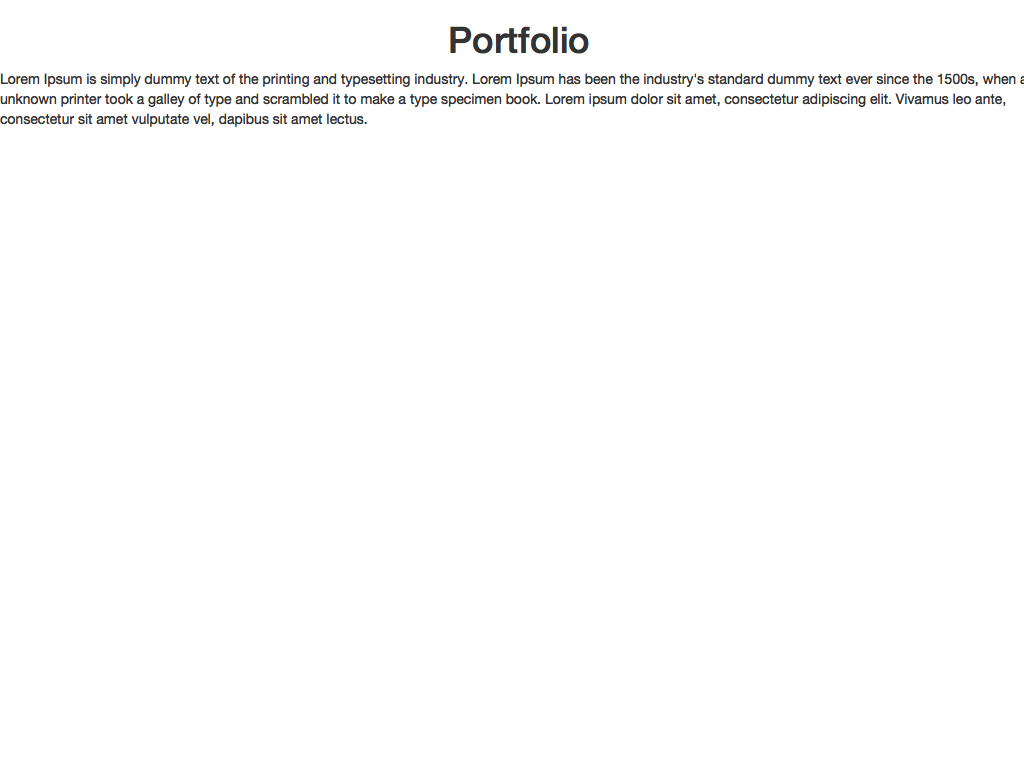 Portfolio
Lorem Ipsum is simply dummy text of the printing and typesetting industry. Lorem Ipsum has been the industry's standard dummy text ever since the 1500s, when
unknown printer took a galley of type and scrambled it to make a type specimen book. Lorem ipsum dolor sit amet, consectetur adipiscing elit. Vivamus leo ante,
consectetur sit amet vulputate vel, dapibus sit amet lectus.